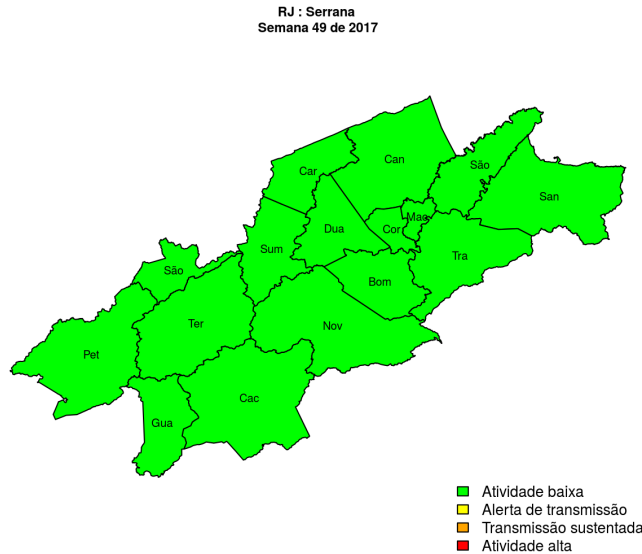 RJ : Serrana
Semana 49 de 2017
Can
Car
São
San
Mac
Dua
Cor
Sum
Tra
São
Bom
Ter
Nov
Pet
Cac
Gua
Atividade baixa
Alerta de transmissão
Transmissão sustentada
Atividade alta